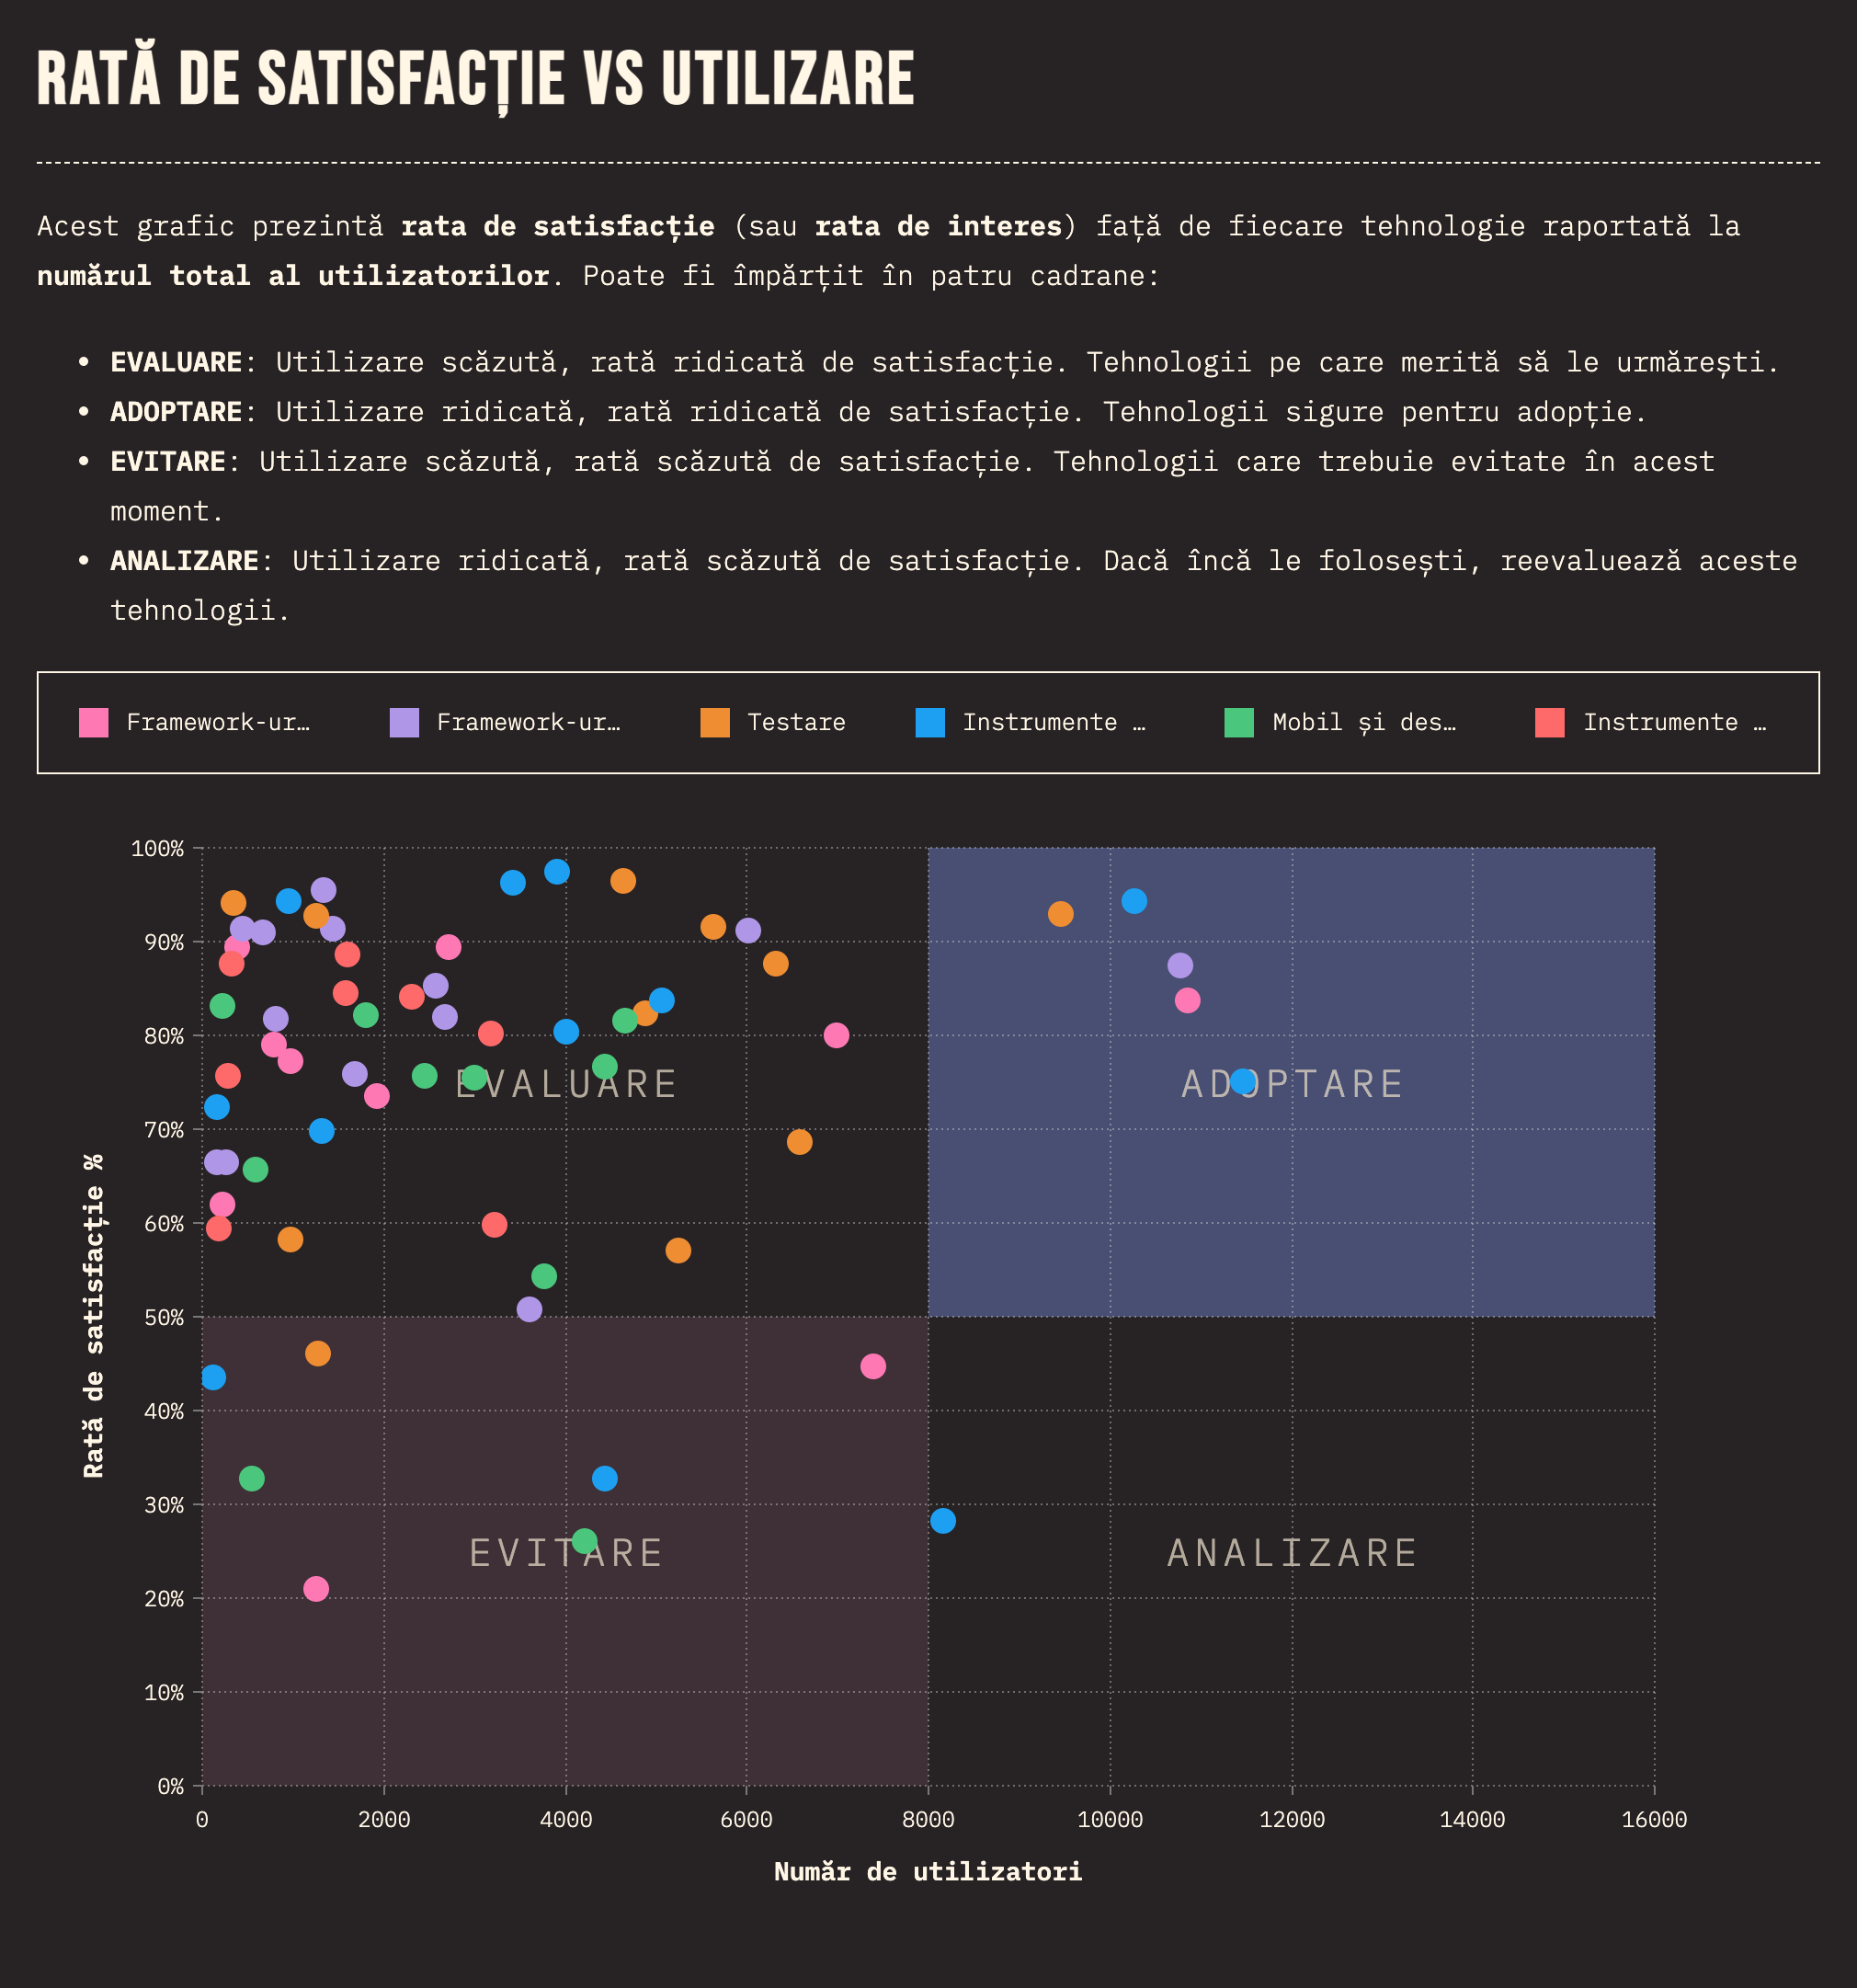 RATĂ DE SATISFACȚIE VS UTILIZARE
Acest grafic prezintă rata de satisfacție (sau rata de interes) față de fiecare tehnologie raportată la
numărul total al utilizatorilor. Poate fi împărțit în patru cadrane:
• EVALUARE: Utilizare scăzută, rată ridicată de satisfacție. Tehnologii pe care merită să le urmărești.
• ADOPTARE: Utilizare ridicată, rată ridicată de satisfacție. Tehnologii sigure pentru adopție.
• EVITARE: Utilizare scăzută, rată scăzută de satisfacție. Tehnologii care trebuie evitate în acest
moment.
• ANALIZARE: Utilizare ridicată, rată scăzută de satisfacție. Dacă încă le folosești, reevaluează aceste
tehnologii.
Framework-ur… Framework-ur… Testare Instrumente … Mobil și des… Instrumente …
100%
90%
80%
EVALUARE ADOPTARE
70%
60%
50%
40%
30%
EVITARE ANALIZARE
20%
10%
0%
Rată de satisfacție %
0 2000 4000 6000 8000 10000 12000 14000 16000
Număr de utilizatori